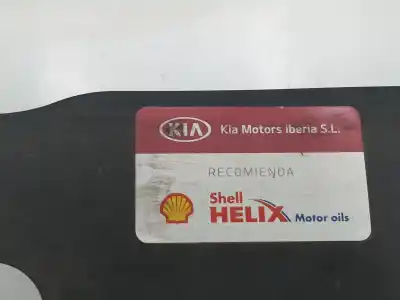 KIA Kia Motors Iberia S.L.
RECOMIENDA
Shell
HELIX Motor oils